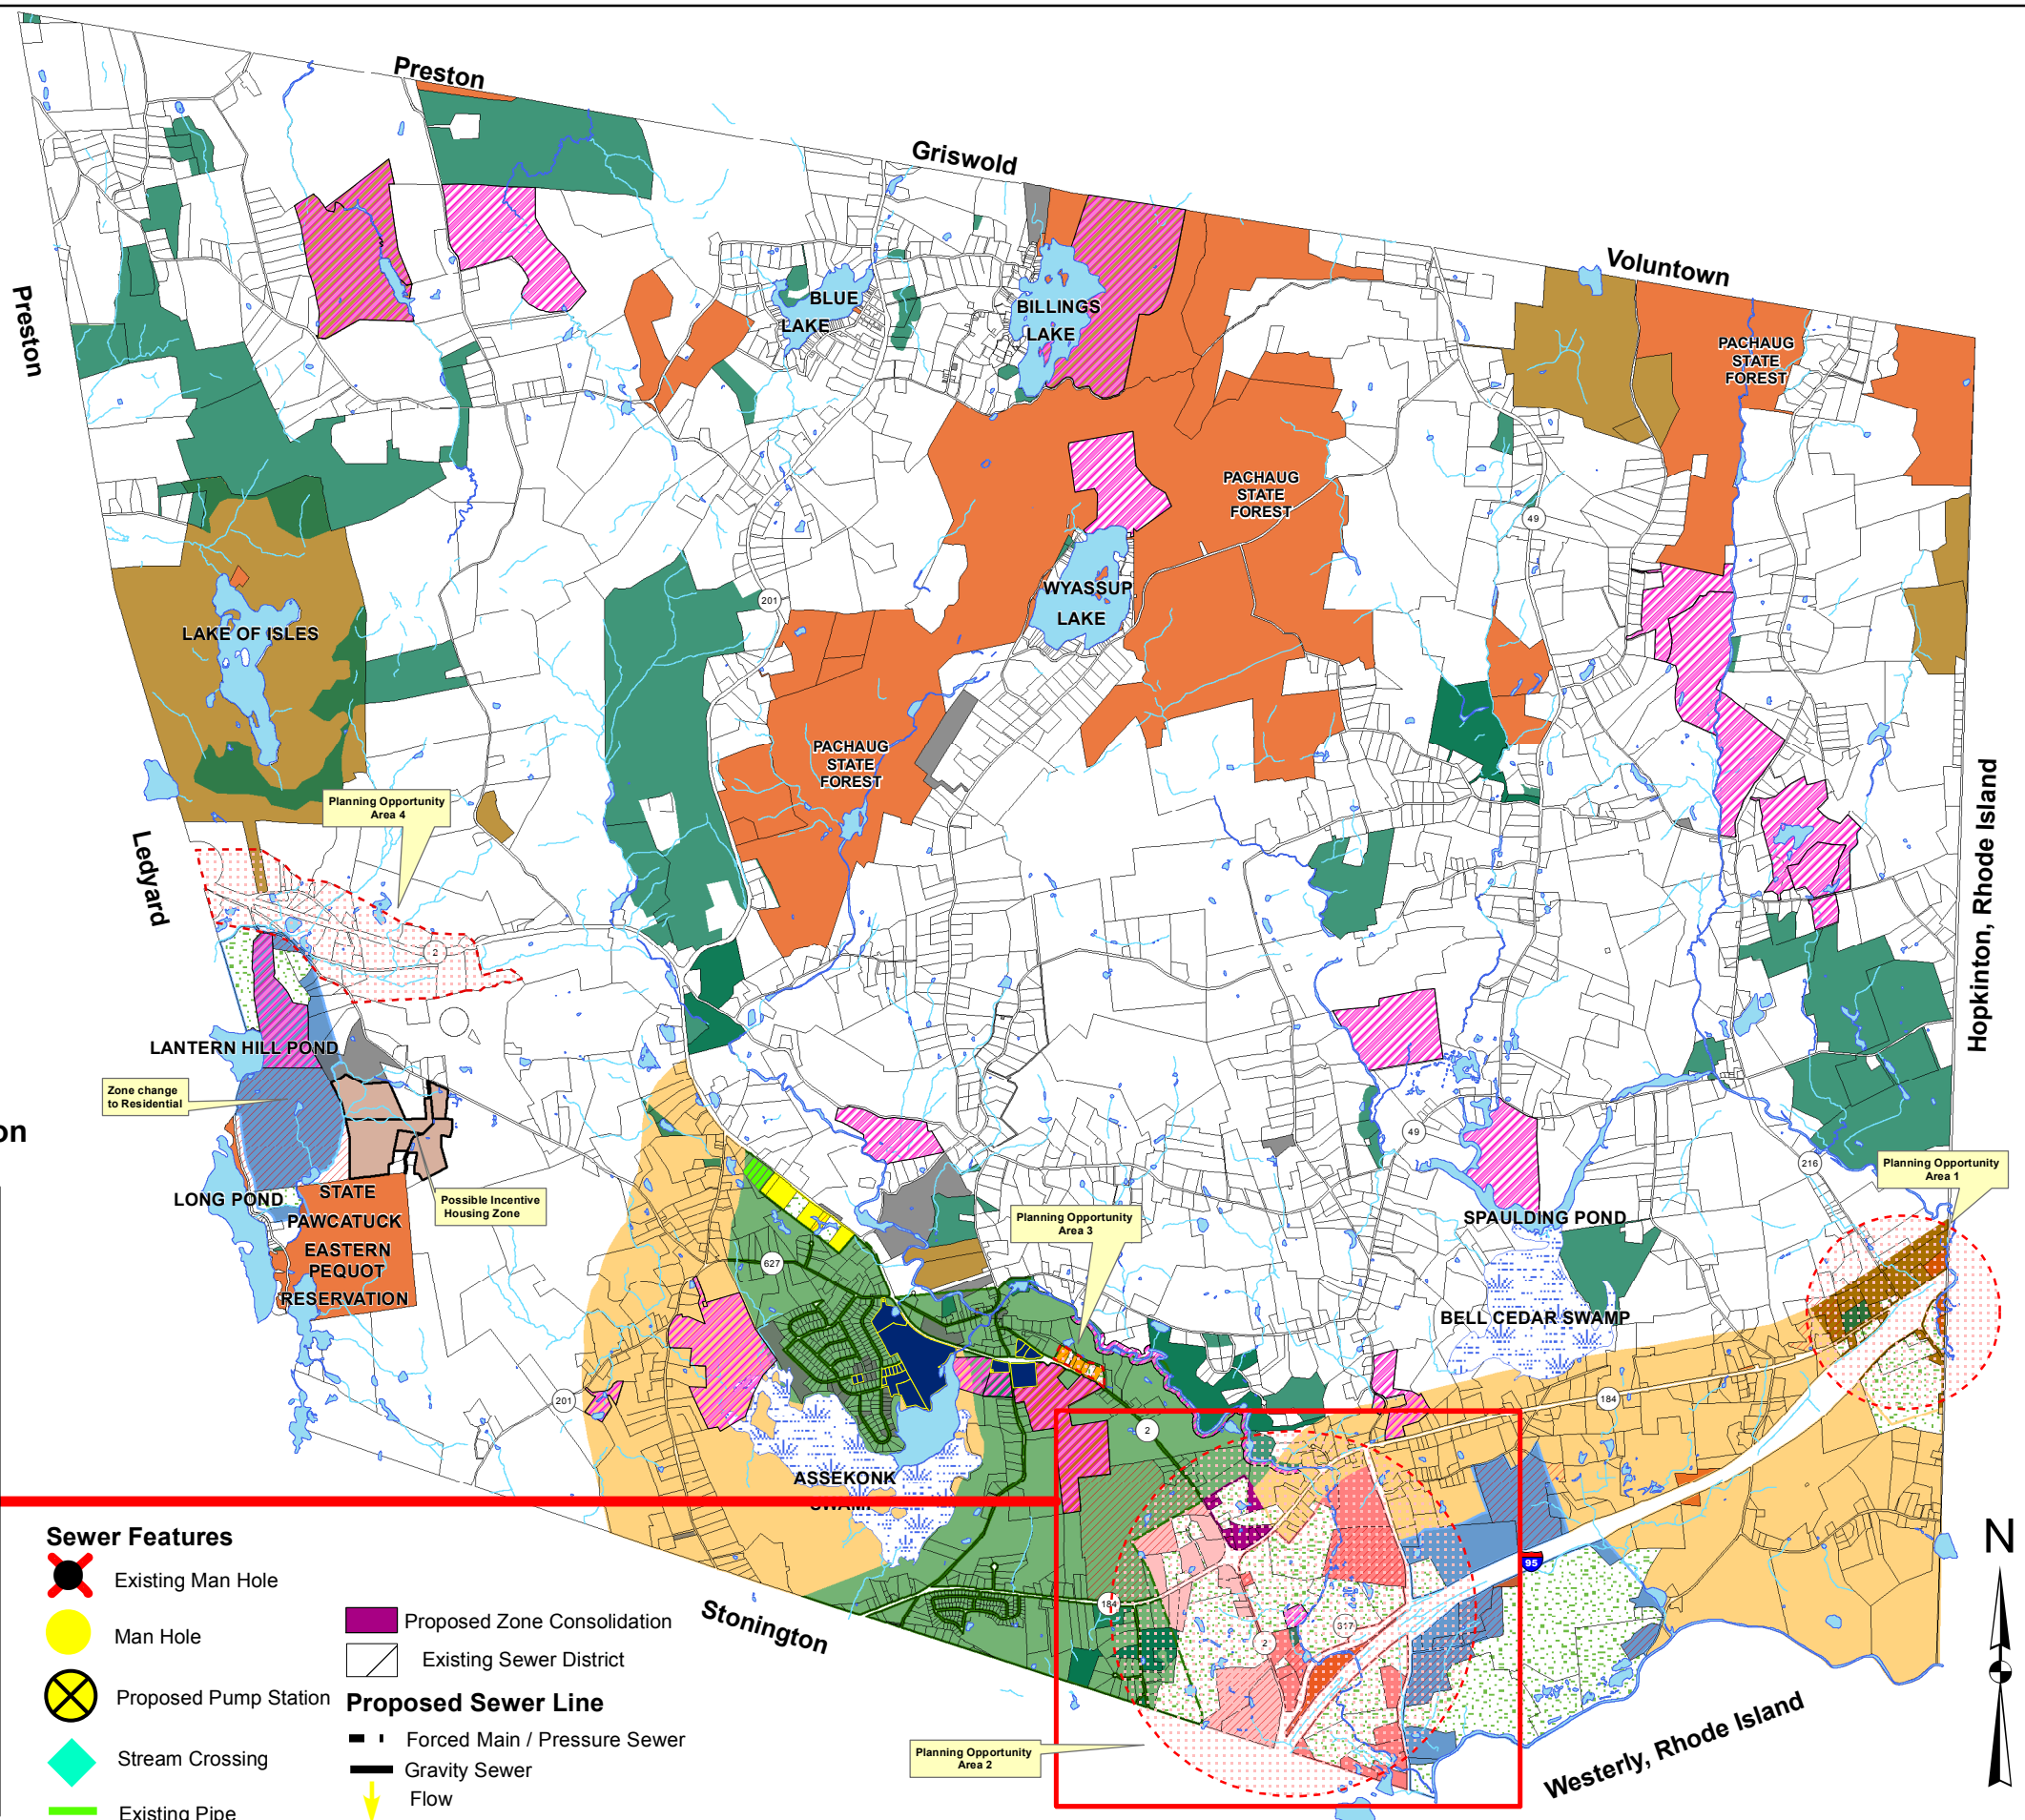 Preston
Griswold
Voluntown
Preston
BLUE
LAKE
BILLINGS
LAKE
PACHAUG
STATE
FOREST
PACHAUG
STATE
FOREST
49
WYASSUP
LAKE
201
LAKE OF ISLES
PACHAUG
STATE
FOREST
Planning Opportunity
Area 4
Ledyard
Hopkinton, Rhode Island
2
LANTERN HILL POND
Zone change
to Residential
on
49
216
Planning Opportunity
Area 1
LONG POND
STATE
PAWCATUCK
EASTERN
PEQUOT
RESERVATION
Possible Incentive
Housing Zone
Planning Opportunity
Area 3
SPAULDING POND
627
BELL CEDAR SWAMP
201
184
2
ASSEKONK
SWAMP
N
95
184
317
2
Stonington
Westerly, Rhode Island
Planning Opportunity
Area 2
Sewer Features
Existing Man Hole
Man Hole
Proposed Pump Station
Stream Crossing
Existing Pipe
Proposed Zone Consolidation
Existing Sewer District
Proposed Sewer Line
Forced Main / Pressure Sewer
Gravity Sewer
Flow